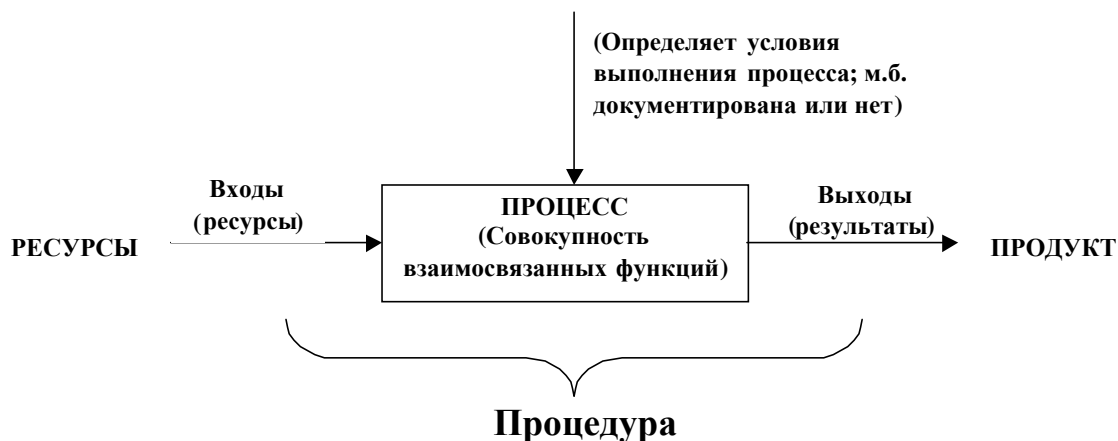 (Определяет условия
выполнения процесса; м.б.
документирована или нет)
Входы
(ресурсы)
РЕСУРСЫ
ПРОЦЕСС
(Совокупность
взаимосвязанных функций)
Выходы
(результаты)
ПРОДУКТ
Процедура